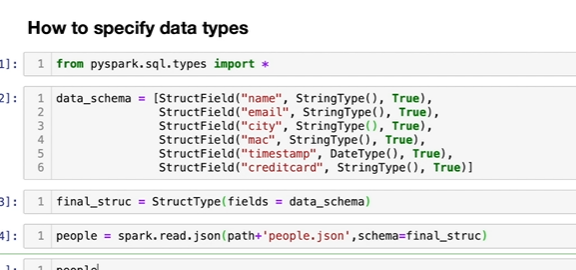 How to specify data types
1]: 1 from pyspark.sql.types import *
2]: 1 data_schema = [StructField("name", StringType(), True),
2 StructField("email", StringType(), True),
3 StructField("city", StringType(), True),
4 StructField("mac", StringType(), True),
5 StructField("timestamp", DateType(), True),
6 StructField("creditcard", StringType(), True)]
3]: 1 final_struc = StructType(fields = data_schema)
4]: 1 people = spark.read.json(path+'people.json',schema=final_struc)
]: 1 people